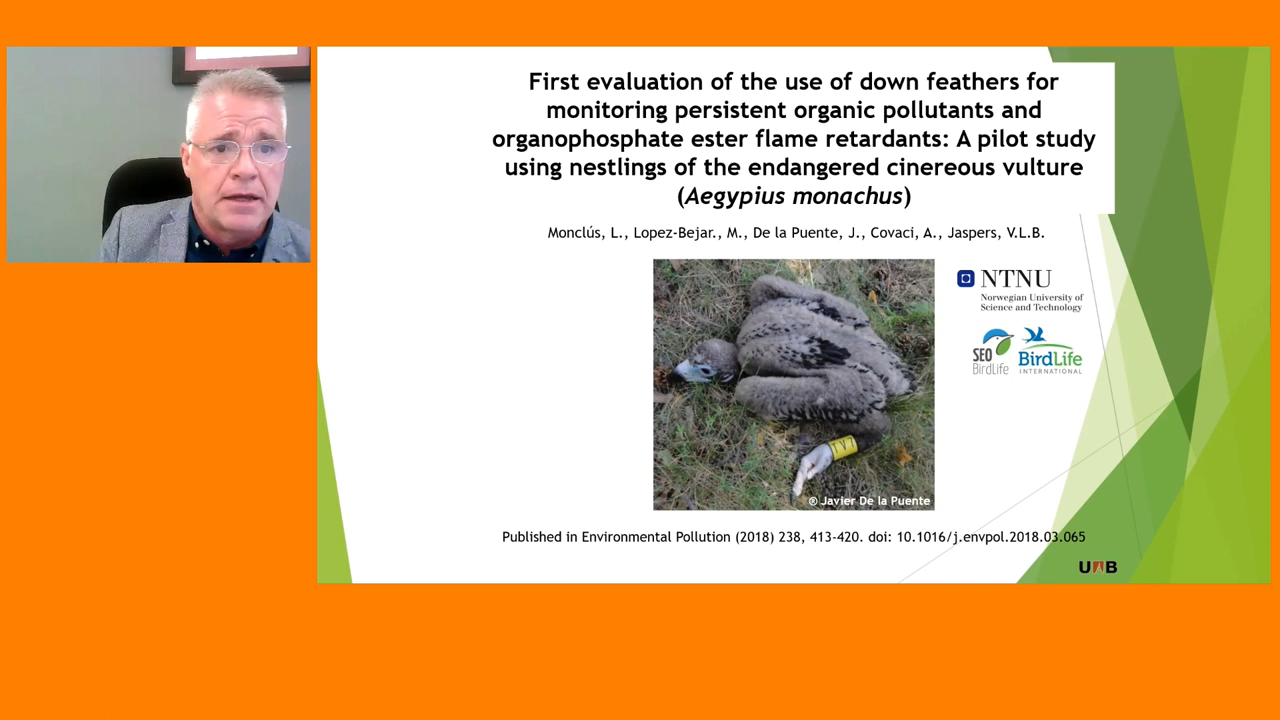 First evaluation of the use of down feathers for
monitoring persistent organic pollutants and
organophosphate ester flame retardants: A pilot study
using nestlings of the endangered cinereous vulture
(Aegypius monachus)
Monclús, L., Lopez-Bejar., M., De la Puente, J., Covaci, A., Jaspers, V.L.B.
NTNU
Norwegian University of
Science and Technology
SEO
BirdLife
BirdLife
INTERNATIONAL
® Javier De la Puente
Published in Environmental Pollution (2018) 238, 413-420. doi: 10.1016/j.envpol.2018.03.065
UAB